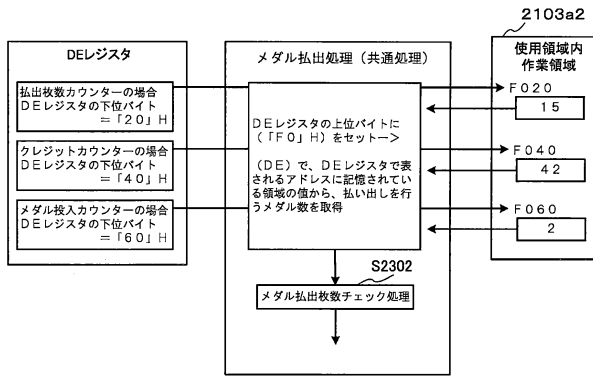 2103a2
DEレジスタ
メダル払出処理(共通処理)
使用領域内
作業領域
払出枚数カウンターの場合
DEレジスタの下位バイト
=「20」H
クレジットカウンターの場合
DEレジスタの下位バイト
=「40」H
メダル投入カウンターの場合
DEレジスタの下位バイト
=「60」H
DEレジスタの上位バイトに
(「F0」H)をセットー>
(DE)で、DEレジスタで表
されるアドレスに記憶されてい
る領域の値から、払い出しを行
うメダル数を取得
F020
15
F040
42
F060
2
S2302
メダル払出枚数チェック処理